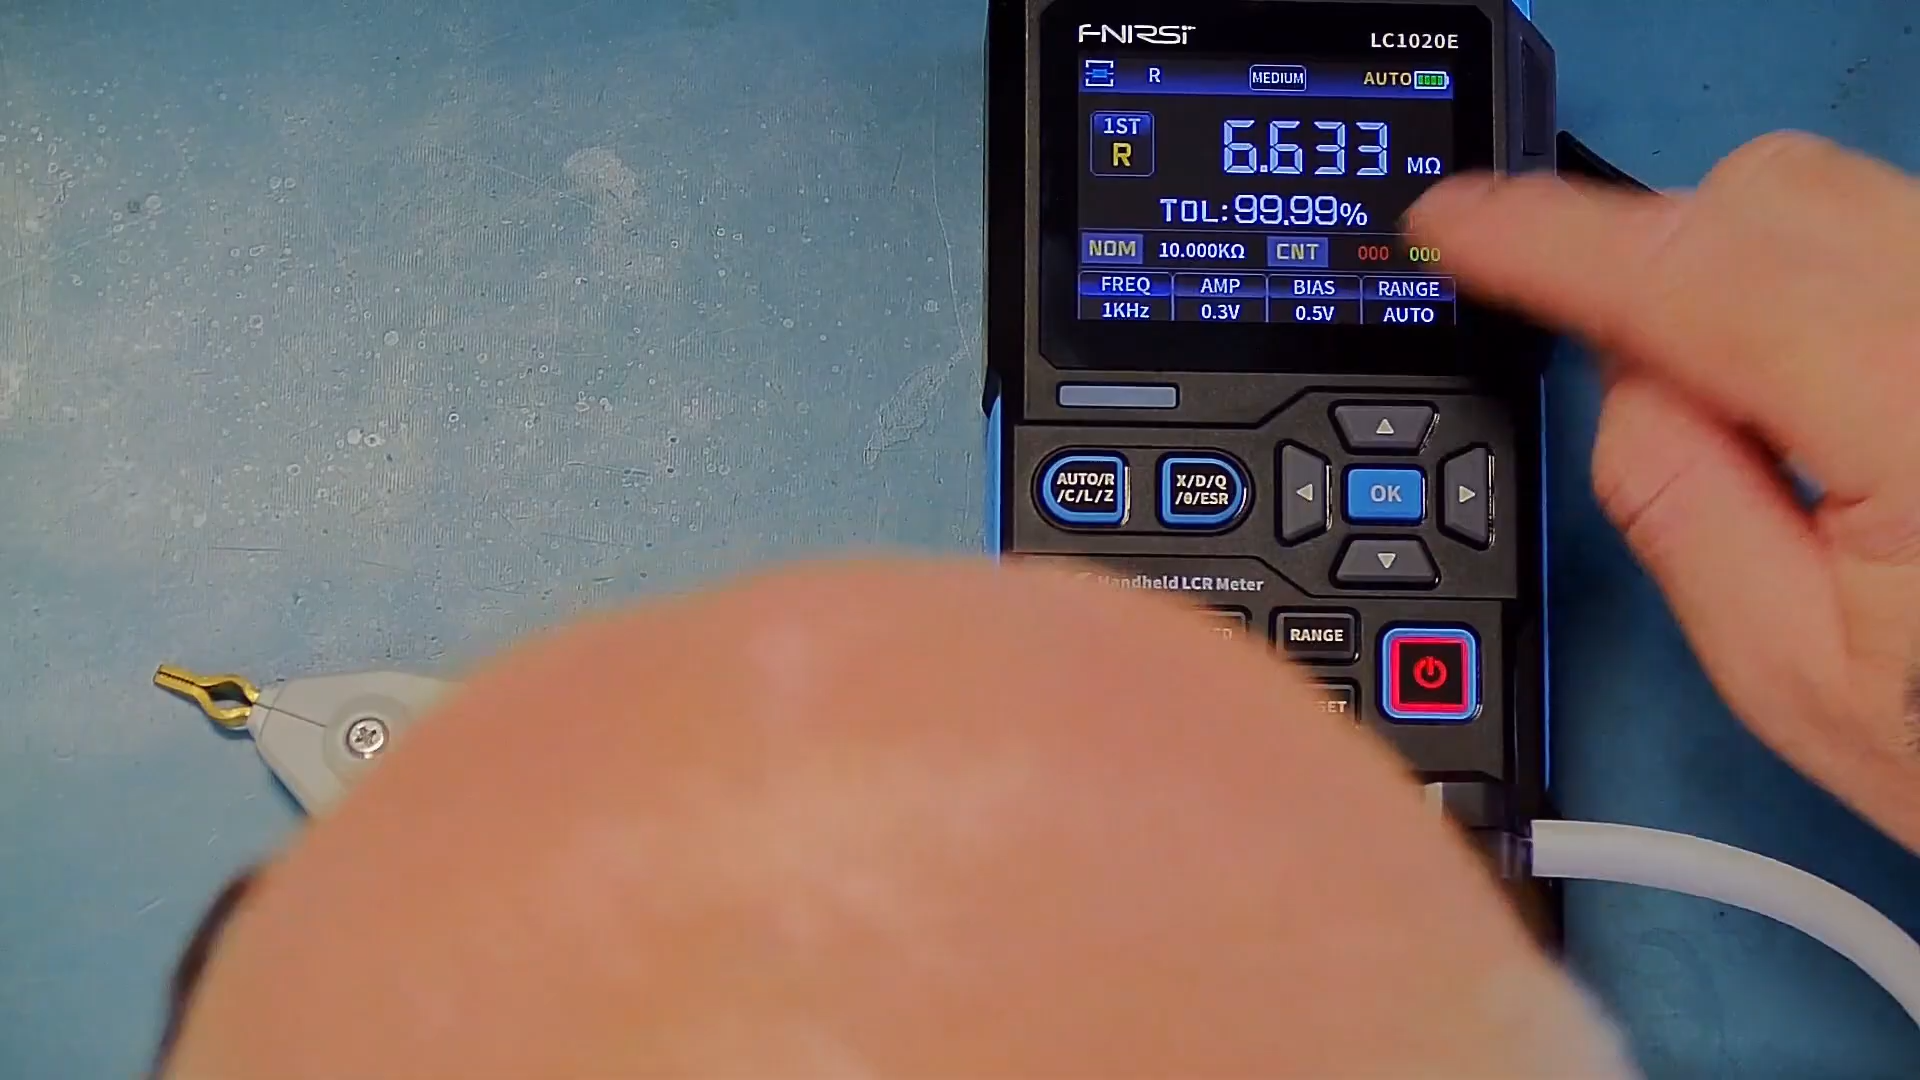 FNIRSI LC1020E
R MEDIUM AUTO
1ST
R 6.633 MΩ
TOL:99.99%
NOM 10.000KΩ CNT 000 000
FREQ AMP BIAS RANGE
1KHz 0.3V 0.5V AUTO
AUTO/R
/C/L/Z
X/D/Q
/θ/ESR
OK
Handheld LCR Meter
RANGE